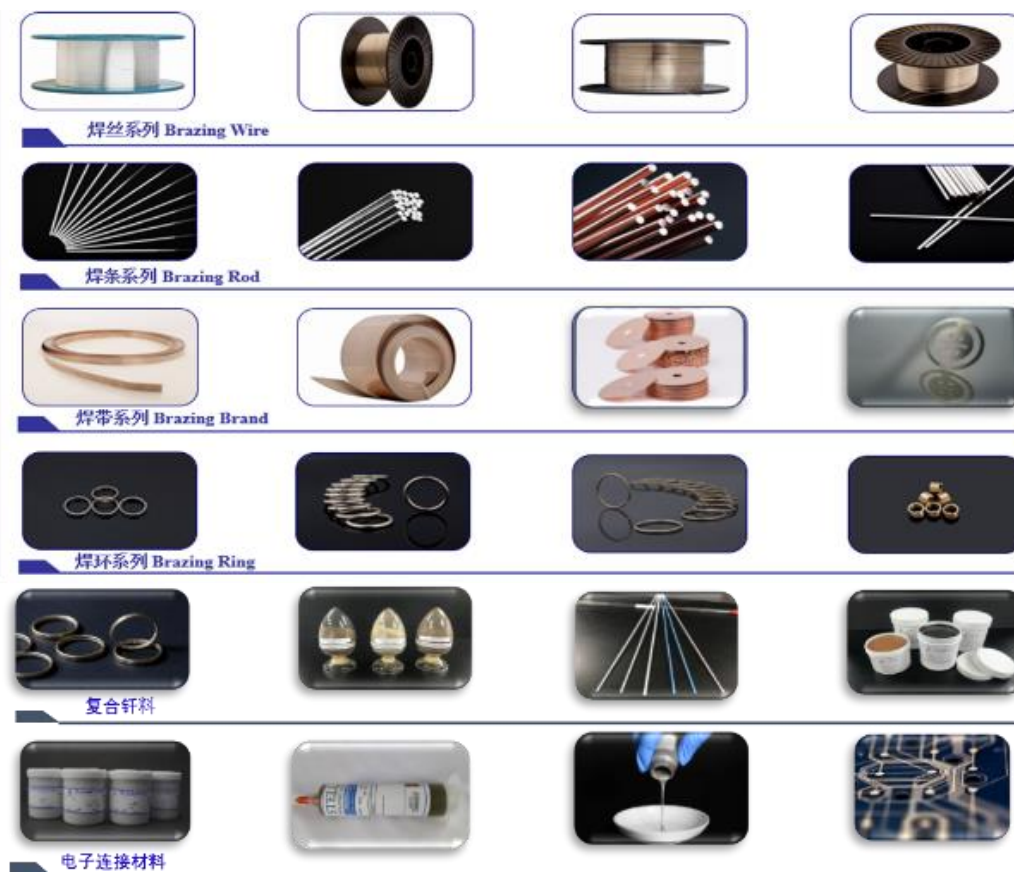 焊丝系列 Brazing Wire
焊条系列 Brazing Rod
焊带系列 Brazing Brand
焊环系列 Brazing Ring
复合钎料
电子连接材料